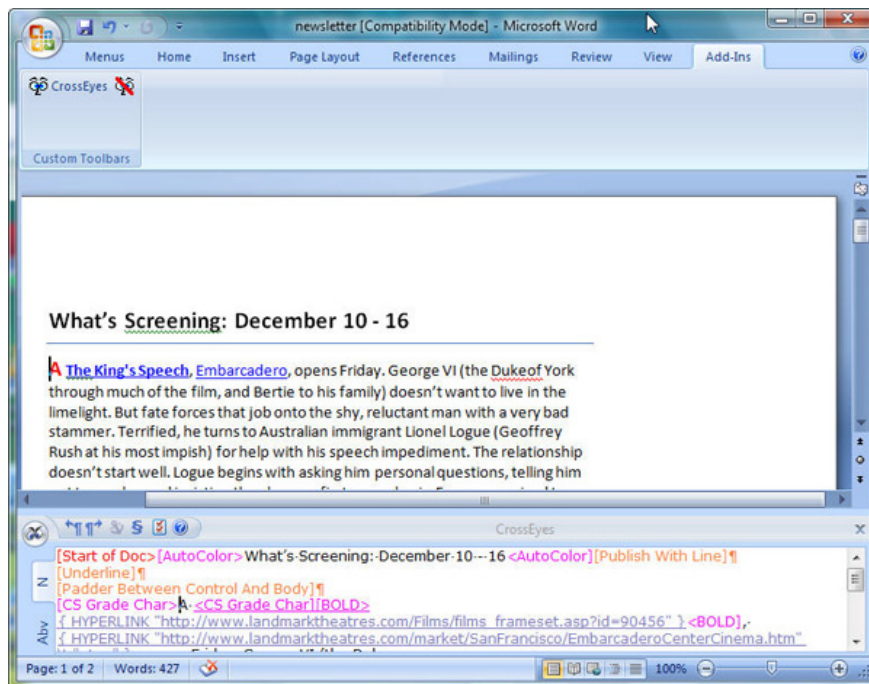 newsletter [Compatibility Mode] - Microsoft Word
Menus Home Insert Page Layout References Mailings Review View Add-Ins
CrossEyes
Custom Toolbars
What's Screening: December 10 - 16
A The King's Speech, Embarcadero, opens Friday. George VI (the Dukeof York
through much of the film, and Bertie to his family) doesn't want to live in the
limelight. But fate forces that job onto the shy, reluctant man with a very bad
stammer. Terrified, he turns to Australian immigrant Lionel Logue (Geoffrey
Rush at his most impish) for help with his speech impediment. The relationship
doesn't start well. Logue begins with asking him personal questions, telling him
CrossEyes
[Start of Doc>[AutoColor>What's·Screening:·December·10·-·16<AutoColor][Publish With Line]¶
[Underline]¶
[Padder Between Control And Body]¶
[CS Grade Char>A·<CS Grade Char][BOLD>
{ HYPERLINK "http://www.landmarktheatres.com/Films/films_frameset.asp?id=90456" }<BOLD],·
{ HYPERLINK "http://www.landmarktheatres.com/market/SanFrancisco/EmbarcaderoCenterCinema.htm"
N
Abv
Page: 1 of 2 Words: 427 100%